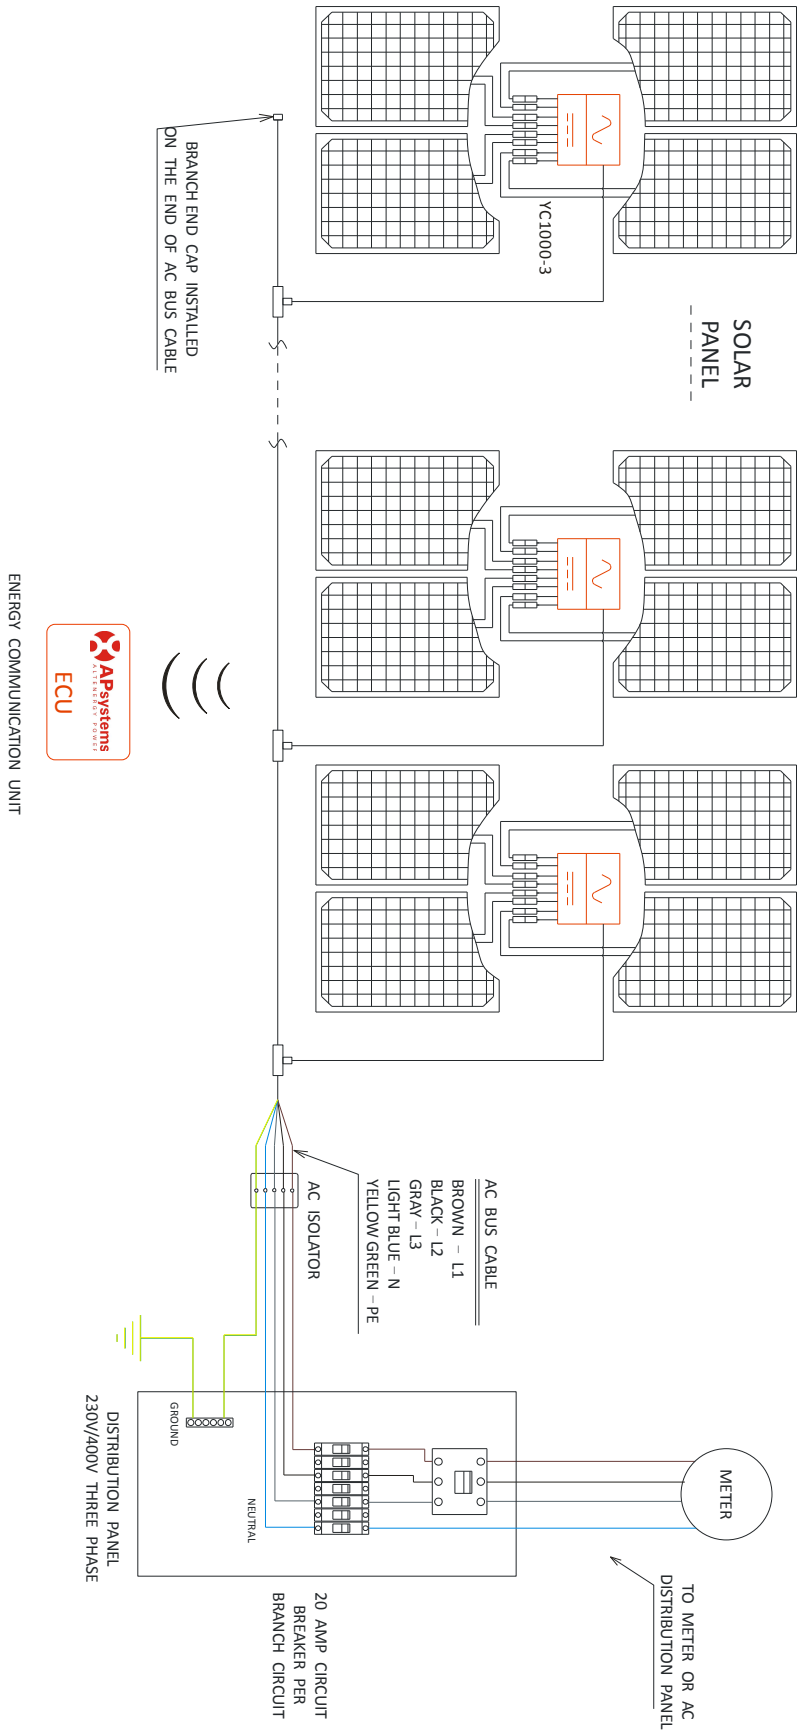 SOLAR
PANEL
YC1000-3
BRANCH END CAP INSTALLED
ON THE END OF AC BUS CABLE
APsystems
ALTENERGY POWER
ECU
ENERGY COMMUNICATION UNIT
AC BUS CABLE
BROWN - L1
BLACK - L2
GRAY - L3
LIGHT BLUE - N
YELLOW GREEN - PE
AC ISOLATOR
METER
TO METER OR AC
DISTRIBUTION PANEL
GROUND
NEUTRAL
20 AMP CIRCUIT
BREAKER PER
BRANCH CIRCUIT
DISTRIBUTION PANEL
230V/400V THREE PHASE